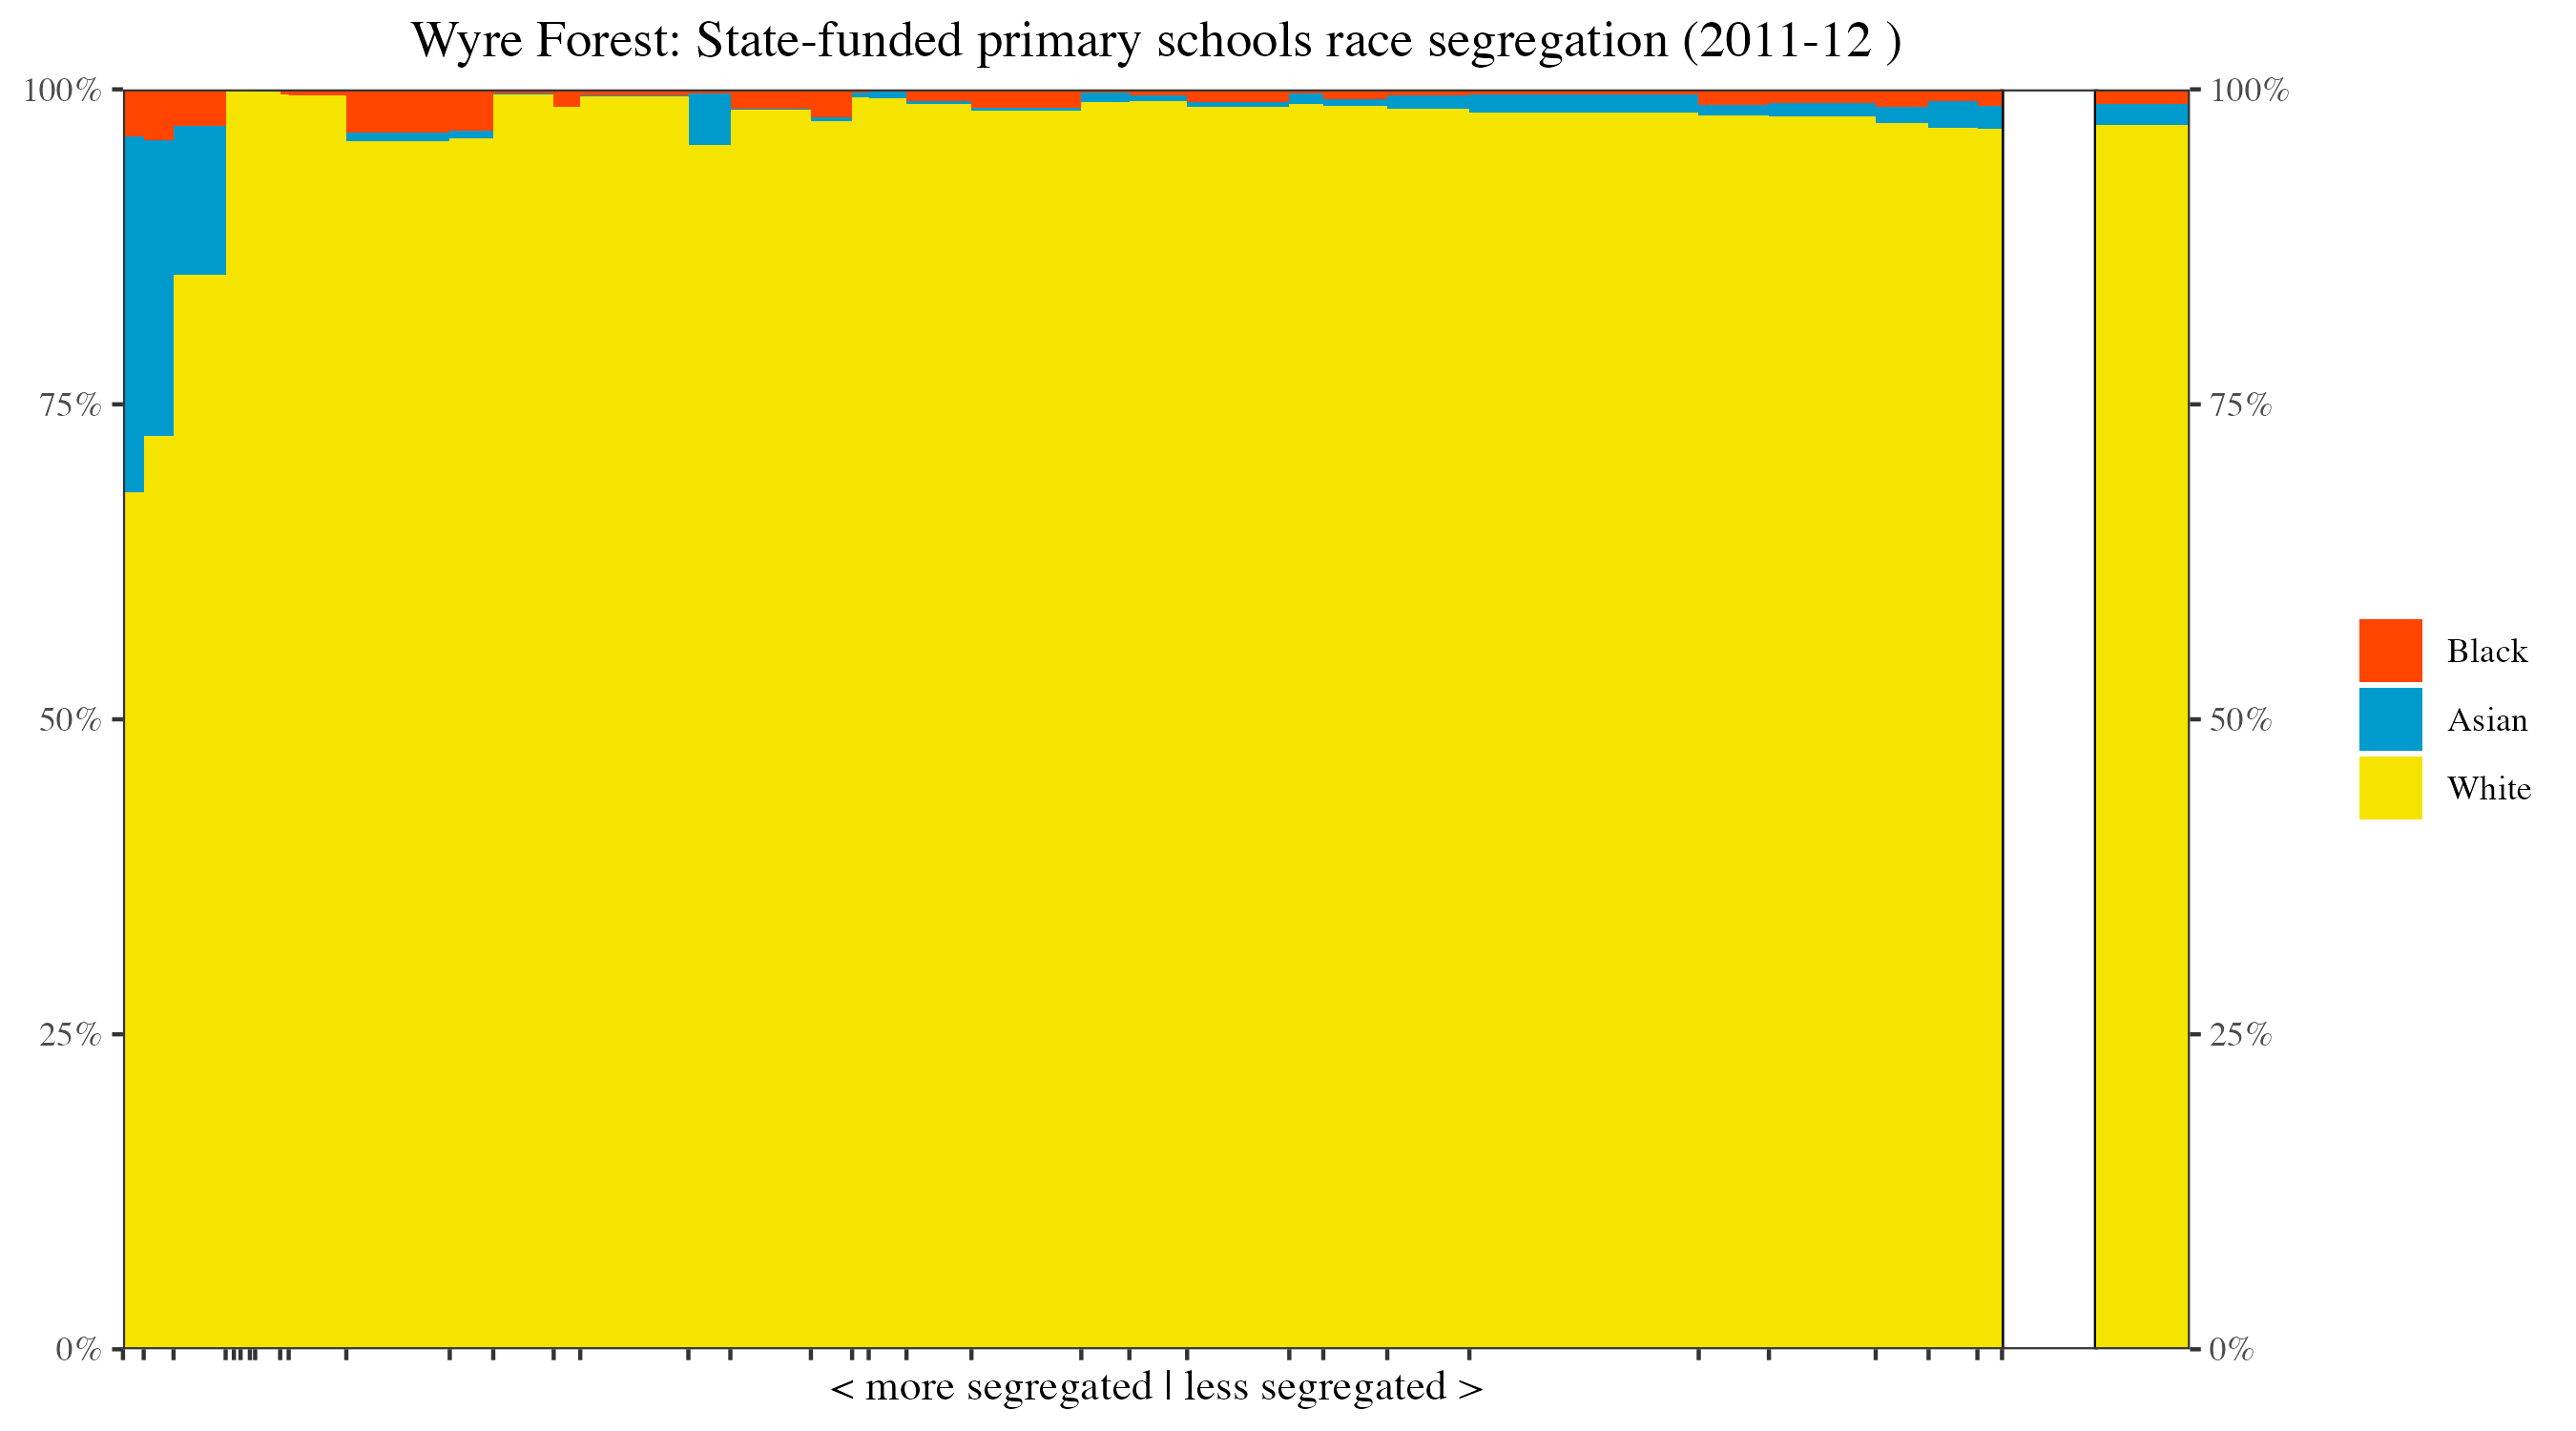 Wyre Forest: State-funded primary schools race segregation (2011-12 )
100%
75%
50%
25%
0%
100%
75%
50%
25%
0%
Black
Asian
White
< more segregated | less segregated >